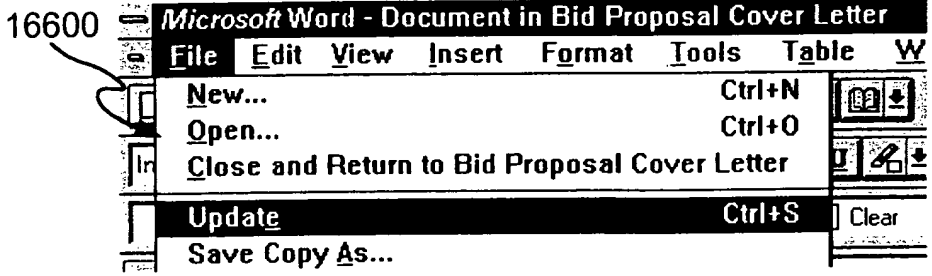 16600
Microsoft Word - Document in Bid Proposal Cover Letter
File Edit View Insert Format Tools Table W
New... Ctrl+N
Open... Ctrl+O
In Close and Return to Bid Proposal Cover Letter
Update Ctrl+S Clear
Save Copy As...